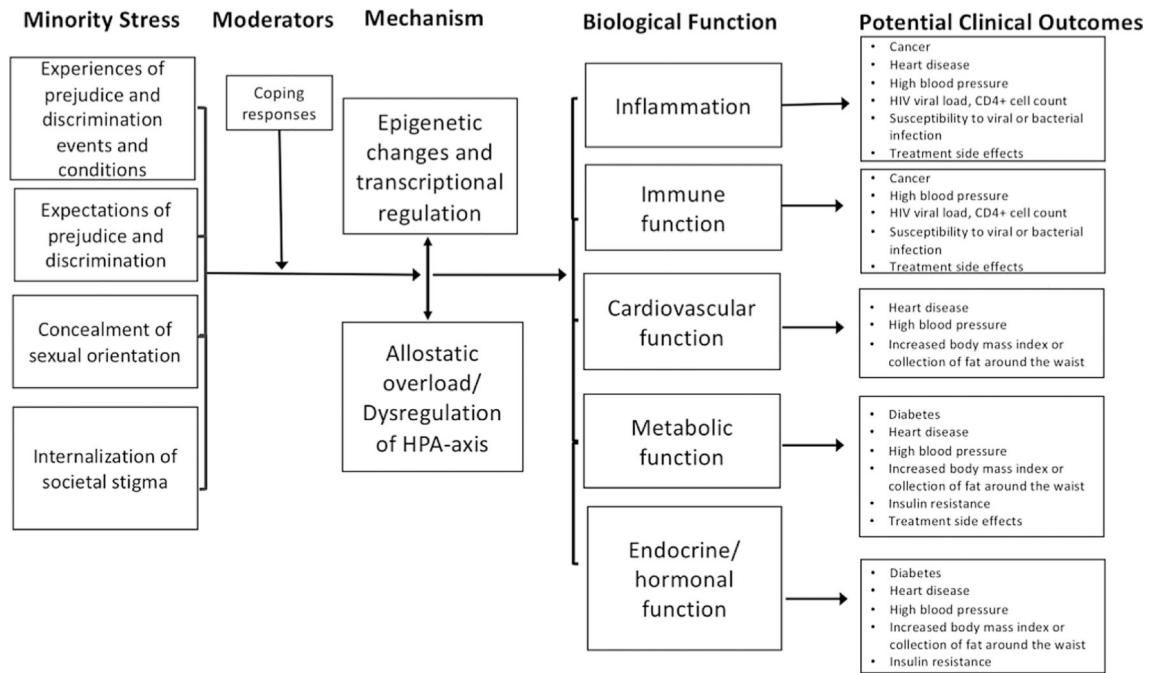 Minority Stress
Moderators
Mechanism
Biological Function
Potential Clinical Outcomes
Experiences of
prejudice and
discrimination
events and
conditions
Expectations of
prejudice and
discrimination
Concealment of
sexual orientation
Internalization of
societal stigma
Coping
responses
Epigenetic
changes and
transcriptional
regulation
Allostatic
overload/
Dysregulation
of HPA-axis
Inflammation
Immune
function
Cardiovascular
function
Metabolic
function
Endocrine/
hormonal
function
• Cancer
• Heart disease
• High blood pressure
• HIV viral load, CD4+ cell count
• Susceptibility to viral or bacterial
infection
• Treatment side effects
• Cancer
• High blood pressure
• HIV viral load, CD4+ cell count
• Susceptibility to viral or bacterial
infection
• Treatment side effects
• Heart disease
• High blood pressure
• Increased body mass index or
collection of fat around the waist
• Diabetes
• Heart disease
• High blood pressure
• Increased body mass index or
collection of fat around the waist
• Insulin resistance
• Treatment side effects
• Diabetes
• Heart disease
• High blood pressure
• Increased body mass index or
collection of fat around the waist
• Insulin resistance